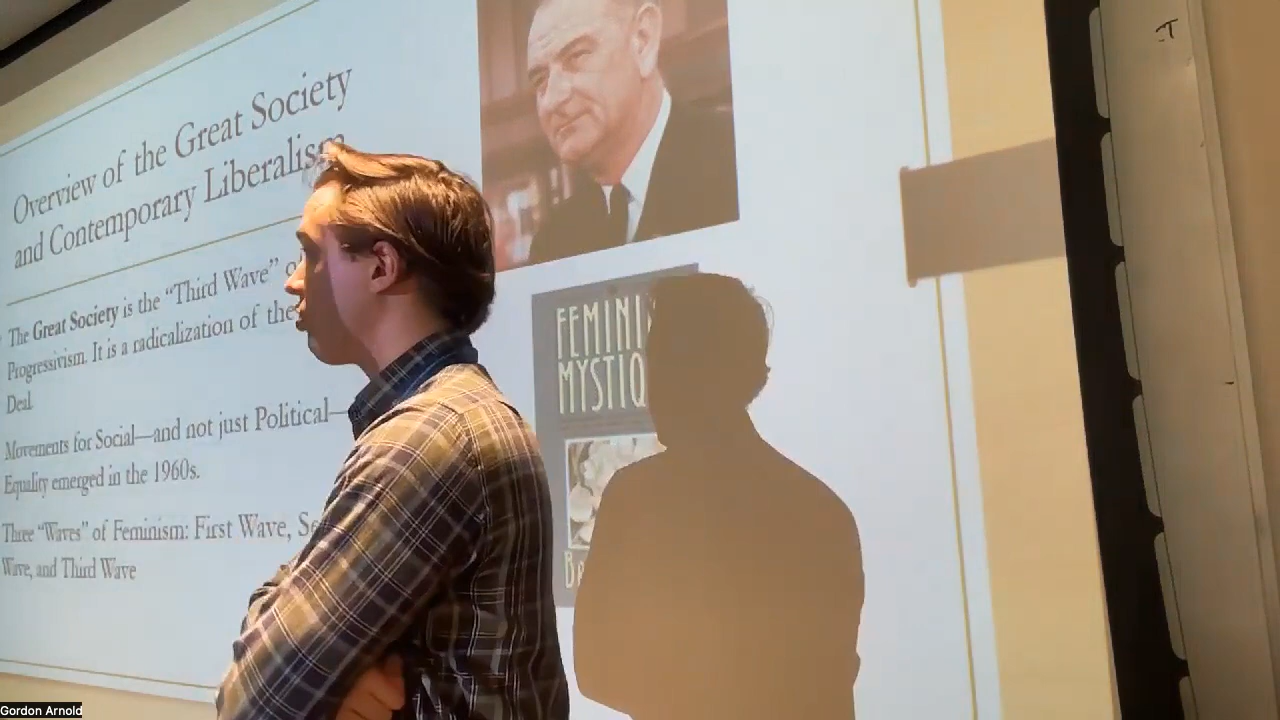 Overview of the Great Society
and Contemporary Liberalism
The Great Society is the “Third Wave”
Progressivism. It is a radicalization of the
Deal.
Movements for Social—and not just Political—
Equality emerged in the 1960s.
Three “Waves” of Feminism: First Wave,
Wave, and Third Wave
FEMINI
MYSTIQ
Be
Gordon Arnold